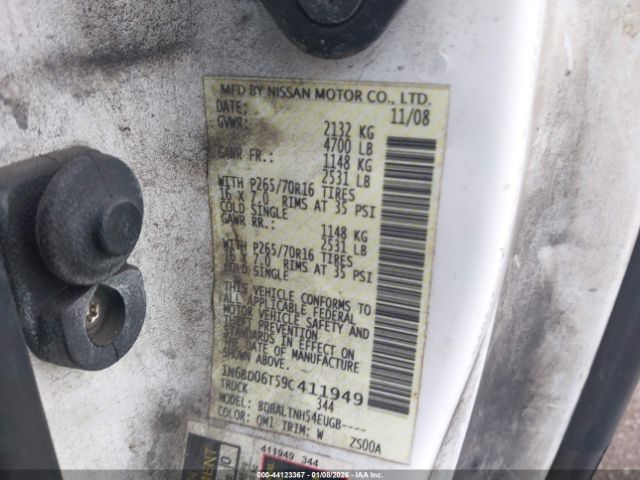 MFD BY NISSAN MOTOR CO., LTD.
DATE: 11/08
GVWR: 2132 KG
4700 LB
GAWR FR.: 1148 KG
2531 LB
WITH P265/70R16 TIRES
16 X 7.0 RIMS AT 35 PSI
COLD SINGLE
GAWR RR.: 1148 KG
2531 LB
WITH P265/70R16 TIRES
16 X 7.0 RIMS AT 35 PSI
COLD SINGLE
THIS VEHICLE CONFORMS TO
ALL APPLICABLE FEDERAL
MOTOR VEHICLE SAFETY AND
THEFT PREVENTION
STANDARDS IN EFFECT ON
THE DATE OF MANUFACTURE
SHOWN ABOVE.
1N6BD06T59C411949
TRUCK 344
MODEL: BQBALTNH54EUGB----
COLOR: QM1 TRIM: W ZS00A
411949 344
© IAA - 44123367 - 01/08/2026 - IAAI.com